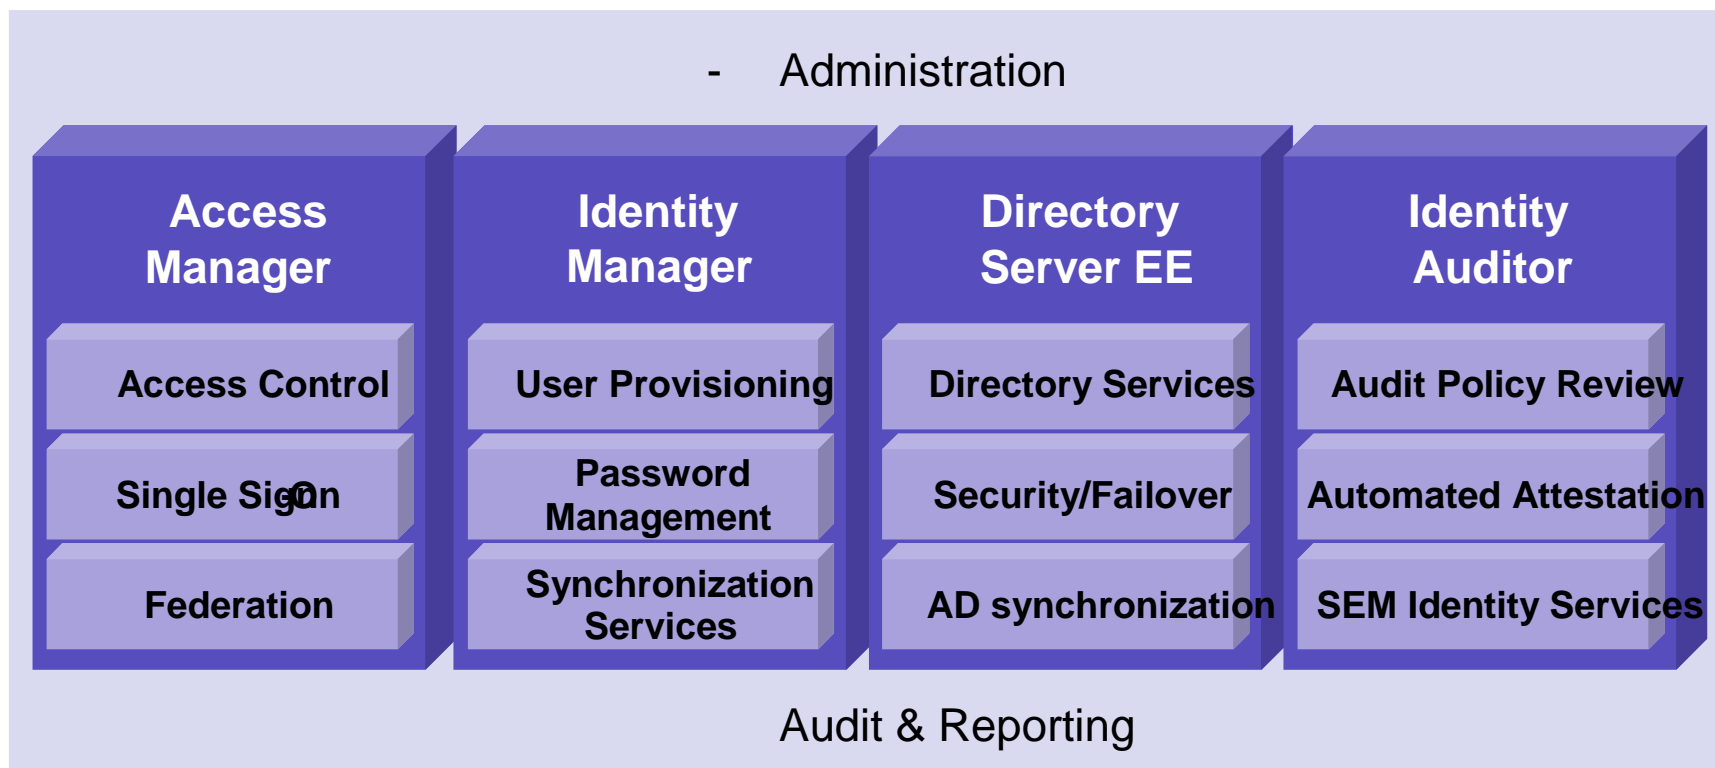 - Administration
Access
Manager
Identity
Manager
Directory
Server EE
Identity
Auditor
Access Control
User Provisioning
Directory Services
Audit Policy Review
Single Sign-On
Password
Management
Security/Failover
Automated Attestation
Federation
Synchronization
Services
AD synchronization
SEM Identity Services
Audit & Reporting